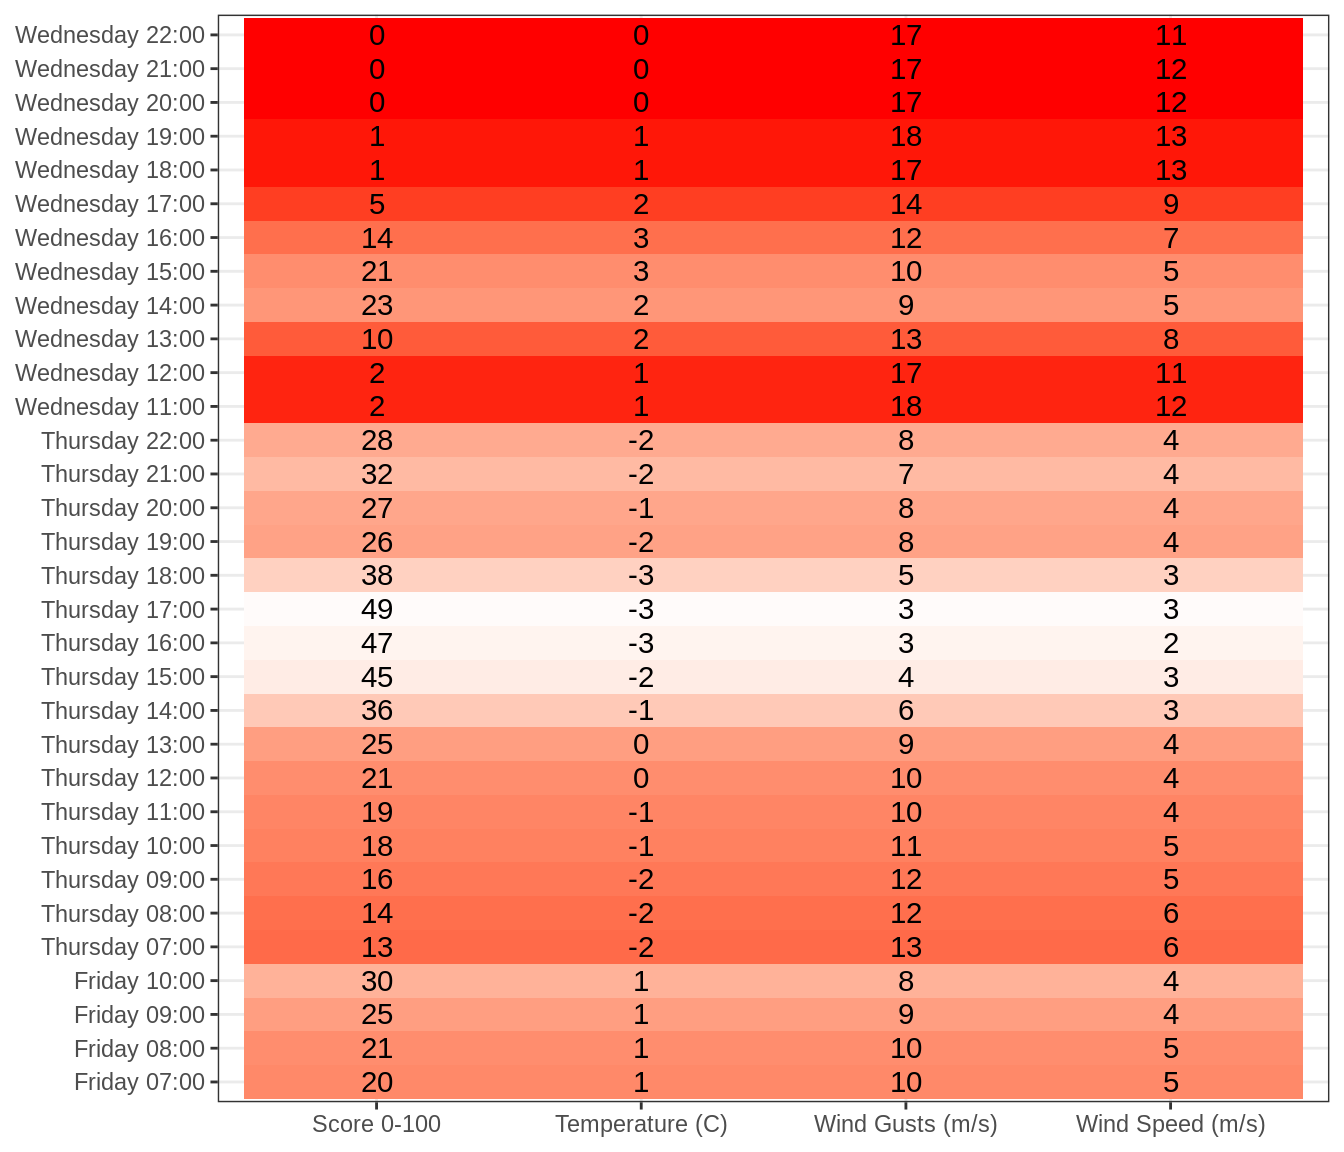 Wednesday 22:00 0 0 17 11
Wednesday 21:00 0 0 17 12
Wednesday 20:00 0 0 17 12
Wednesday 19:00 1 1 18 13
Wednesday 18:00 1 1 17 13
Wednesday 17:00 5 2 14 9
Wednesday 16:00 14 3 12 7
Wednesday 15:00 21 3 10 5
Wednesday 14:00 23 2 9 5
Wednesday 13:00 10 2 13 8
Wednesday 12:00 2 1 17 11
Wednesday 11:00 2 1 18 12
Thursday 22:00 28 -2 8 4
Thursday 21:00 32 -2 7 4
Thursday 20:00 27 -1 8 4
Thursday 19:00 26 -2 8 4
Thursday 18:00 38 -3 5 3
Thursday 17:00 49 -3 3 3
Thursday 16:00 47 -3 3 2
Thursday 15:00 45 -2 4 3
Thursday 14:00 36 -1 6 3
Thursday 13:00 25 0 9 4
Thursday 12:00 21 0 10 4
Thursday 11:00 19 -1 10 4
Thursday 10:00 18 -1 11 5
Thursday 09:00 16 -2 12 5
Thursday 08:00 14 -2 12 6
Thursday 07:00 13 -2 13 6
Friday 10:00 30 1 8 4
Friday 09:00 25 1 9 4
Friday 08:00 21 1 10 5
Friday 07:00 20 1 10 5
Score 0-100 Temperature (C) Wind Gusts (m/s) Wind Speed (m/s)